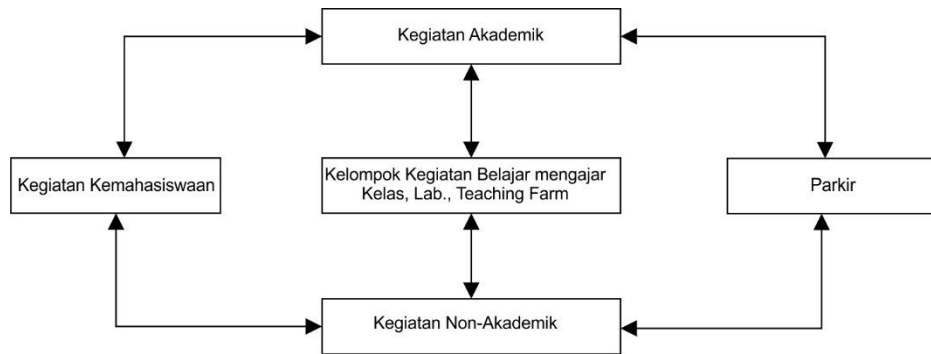 Kegiatan Akademik
Kegiatan Kemahasiswaan
Kelompok Kegiatan Belajar mengajar
Kelas, Lab., Teaching Farm
Parkir
Kegiatan Non-Akademik